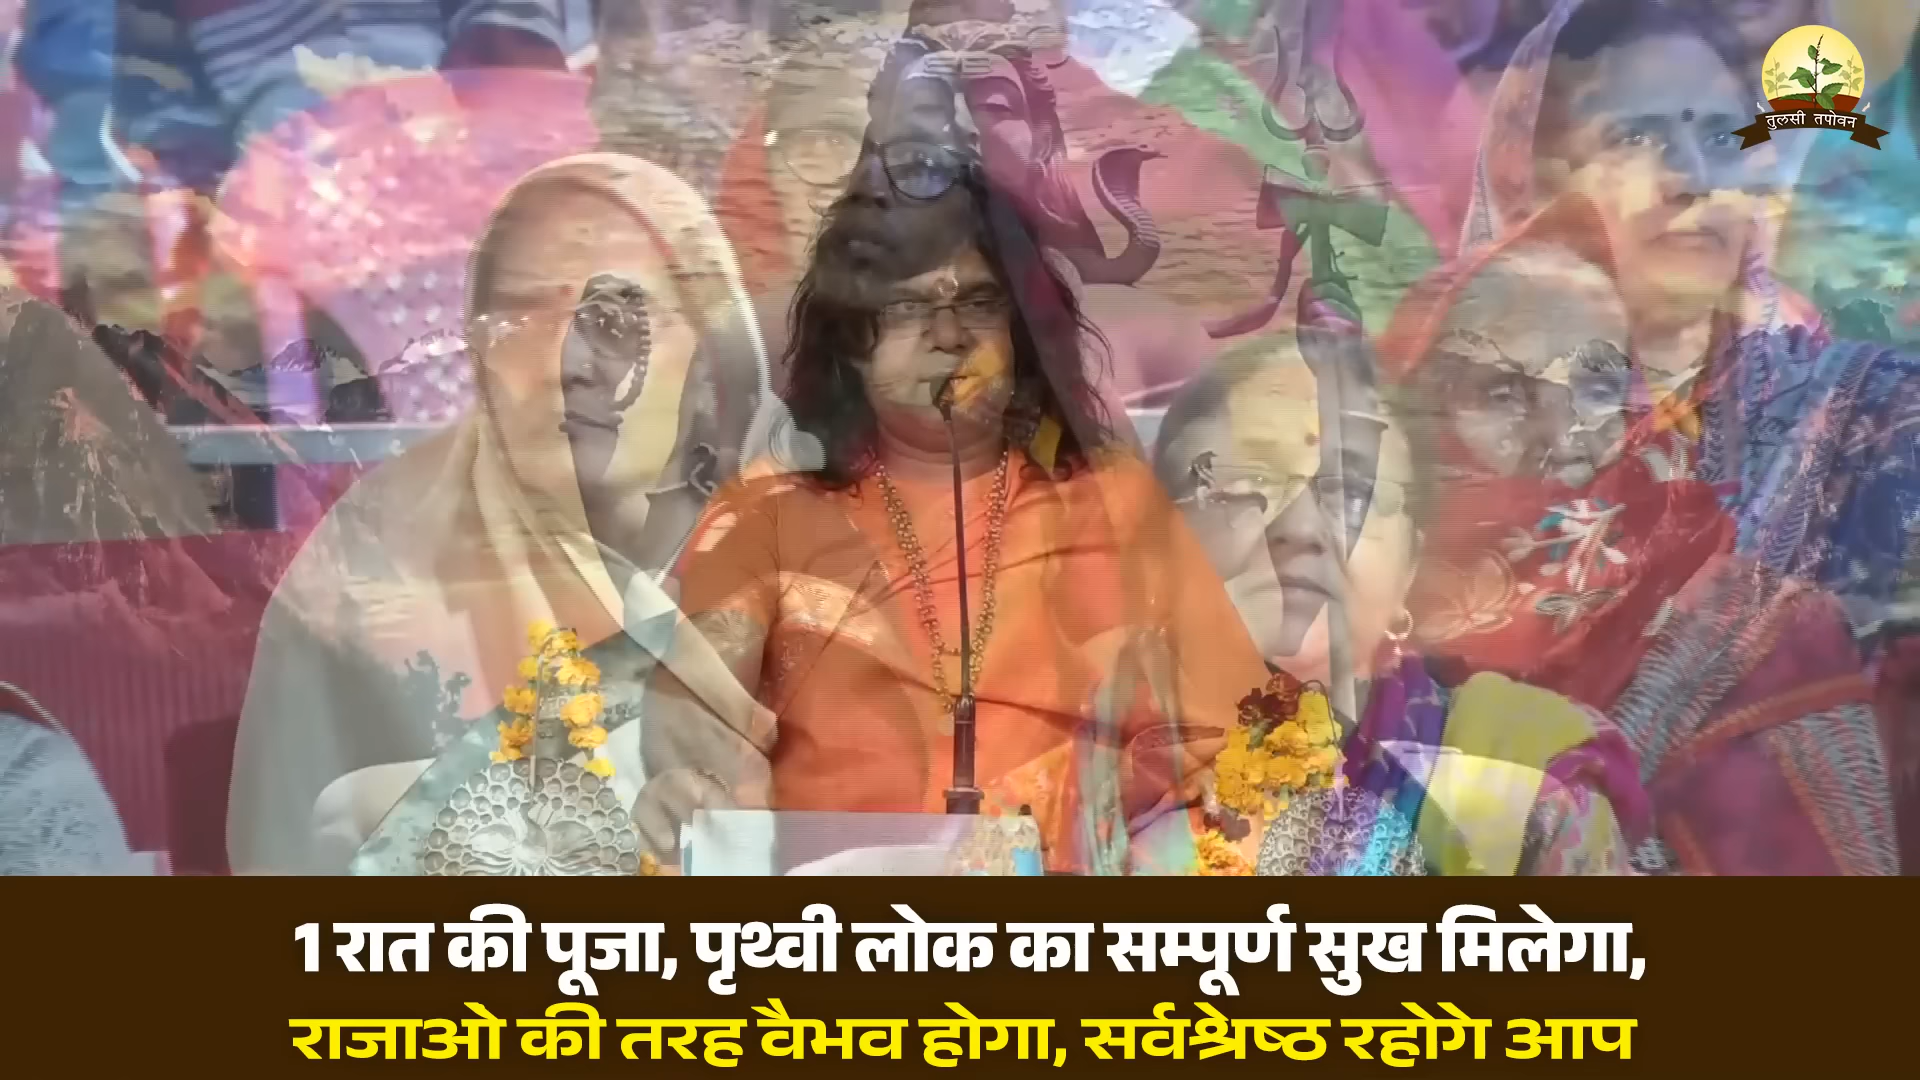 तुलसी तपोवन
1 रात की पूजा, पृथ्वी लोक का सम्पूर्ण सुख मिलेगा,
राजाओ की तरह वैभव होगा, सर्वश्रेष्ठ रहोगे आप